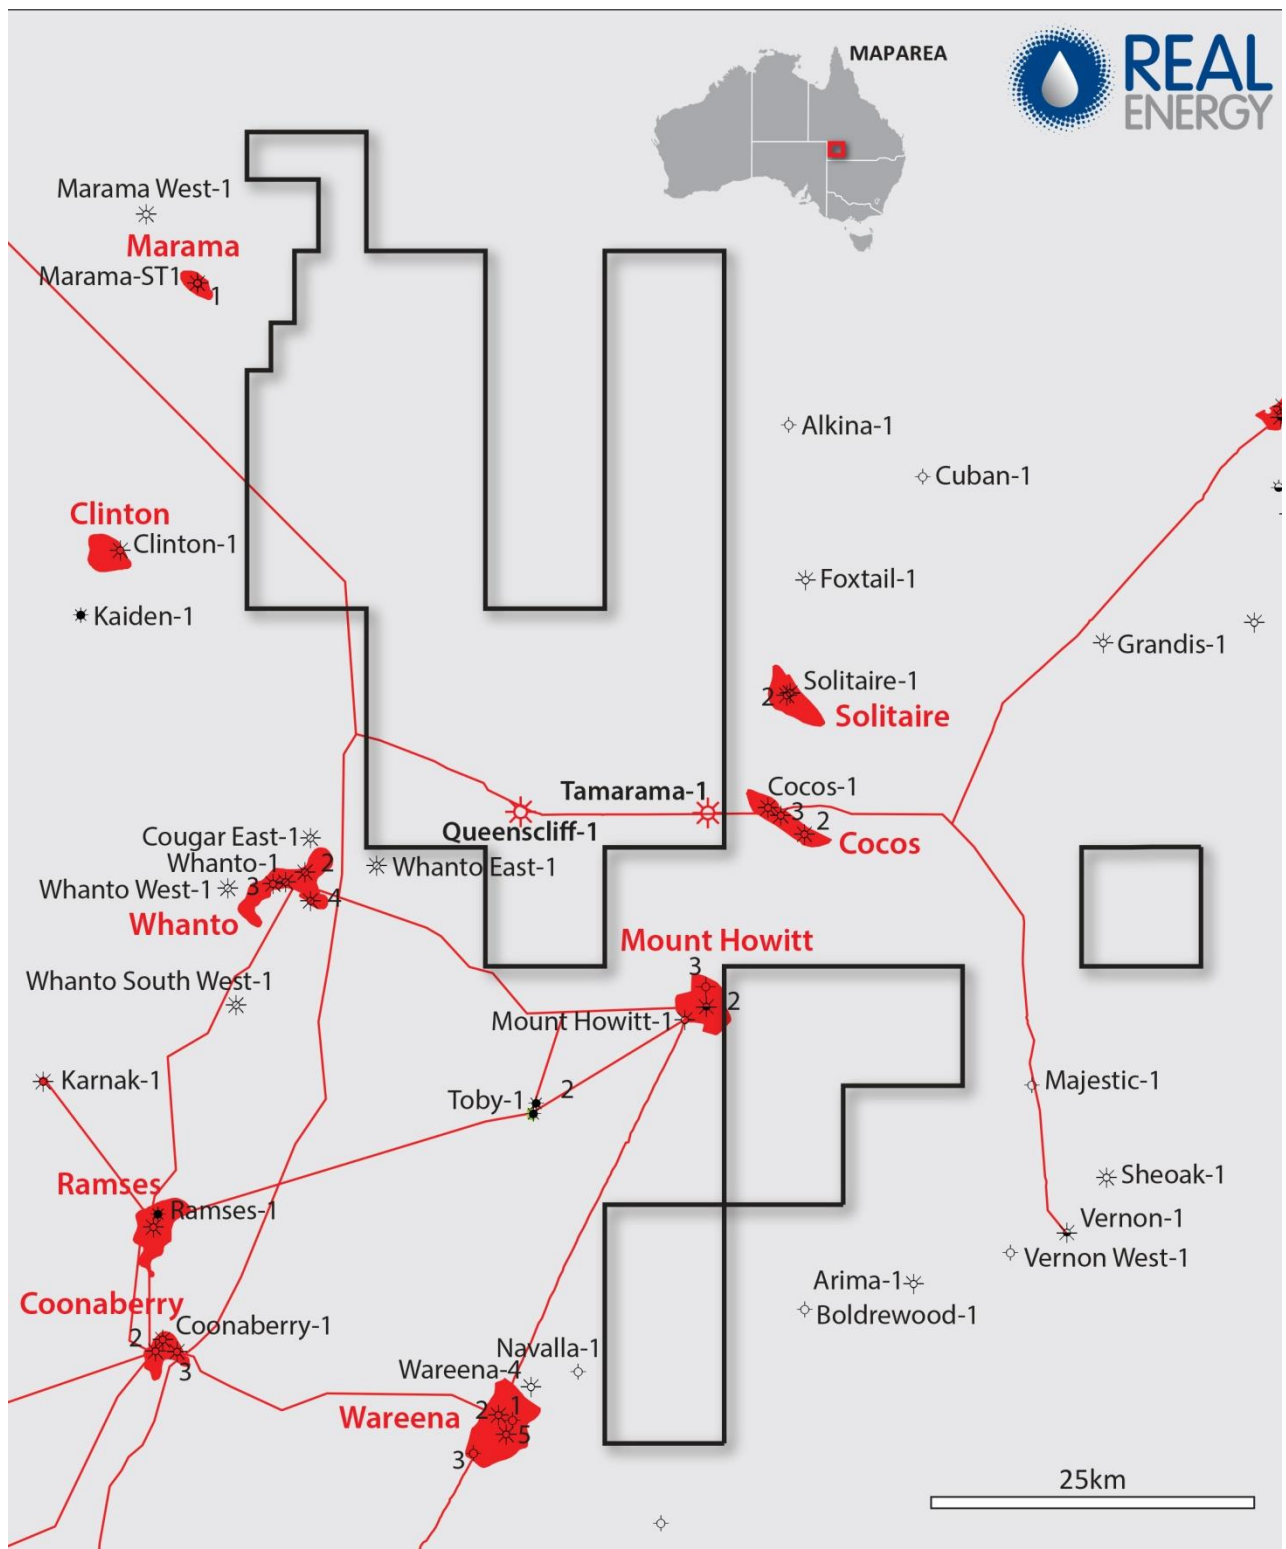 MAPAREA
REAL
ENERGY
Marama West-1
Marama
Marama-ST1
1
Alkina-1
Cuban-1
Clinton
Clinton-1
Foxtail-1
Kaiden-1
Grandis-1
Solitaire-1
2
Solitaire
Tamarama-1
Cocos-1
3
2
Queenscliff-1
Cougar East-1
Cocos
Whanto-1
2
Whanto East-1
Whanto West-1
3
4
Whanto
Mount Howitt
3
Whanto South West-1
2
Mount Howitt-1
Karnak-1
Majestic-1
Toby-1
2
Ramses
Sheoak-1
Ramses-1
Vernon-1
Vernon West-1
Arima-1
Coonaberry
Boldrewood-1
Coonaberry-1
2
3
Navalla-1
Wareena-4
2
1
Wareena
5
3
25km